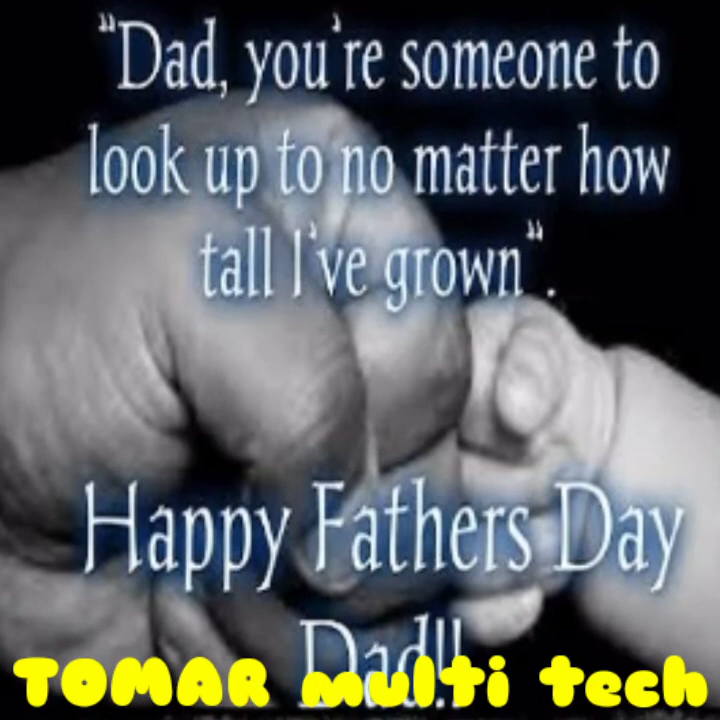 "Dad, you're someone to
look up to no matter how
tall I've grown".
Happy Fathers Day
Dad!!
TOMAR multi tech